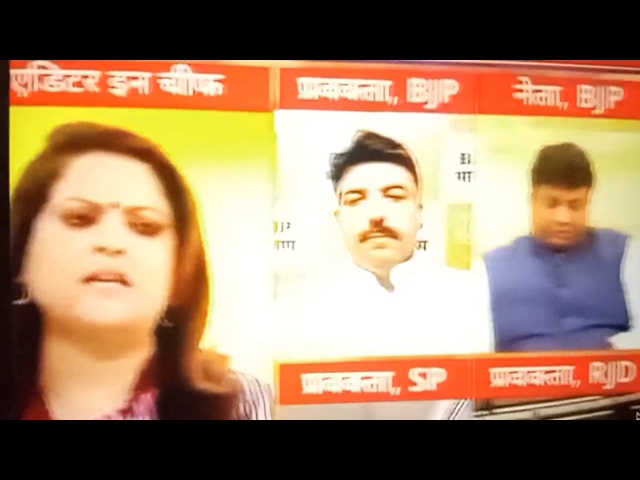 एडिटर इन चीफ
प्रवक्ता, BJP
नेता, BJP
प्रवक्ता, SP
प्रवक्ता, RJD